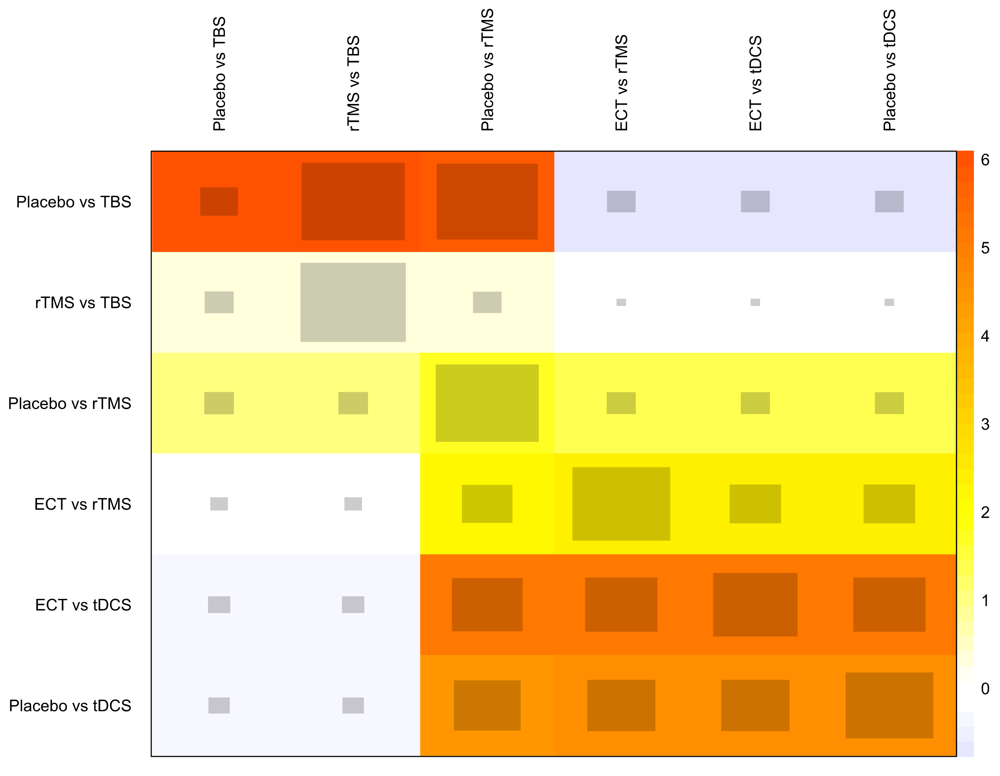 Placebo vs TBS
rTMS vs TBS
Placebo vs rTMS
ECT vs rTMS
ECT vs tDCS
Placebo vs tDCS
Placebo vs TBS
rTMS vs TBS
Placebo vs rTMS
ECT vs rTMS
ECT vs tDCS
Placebo vs tDCS
6
5
4
3
2
1
0